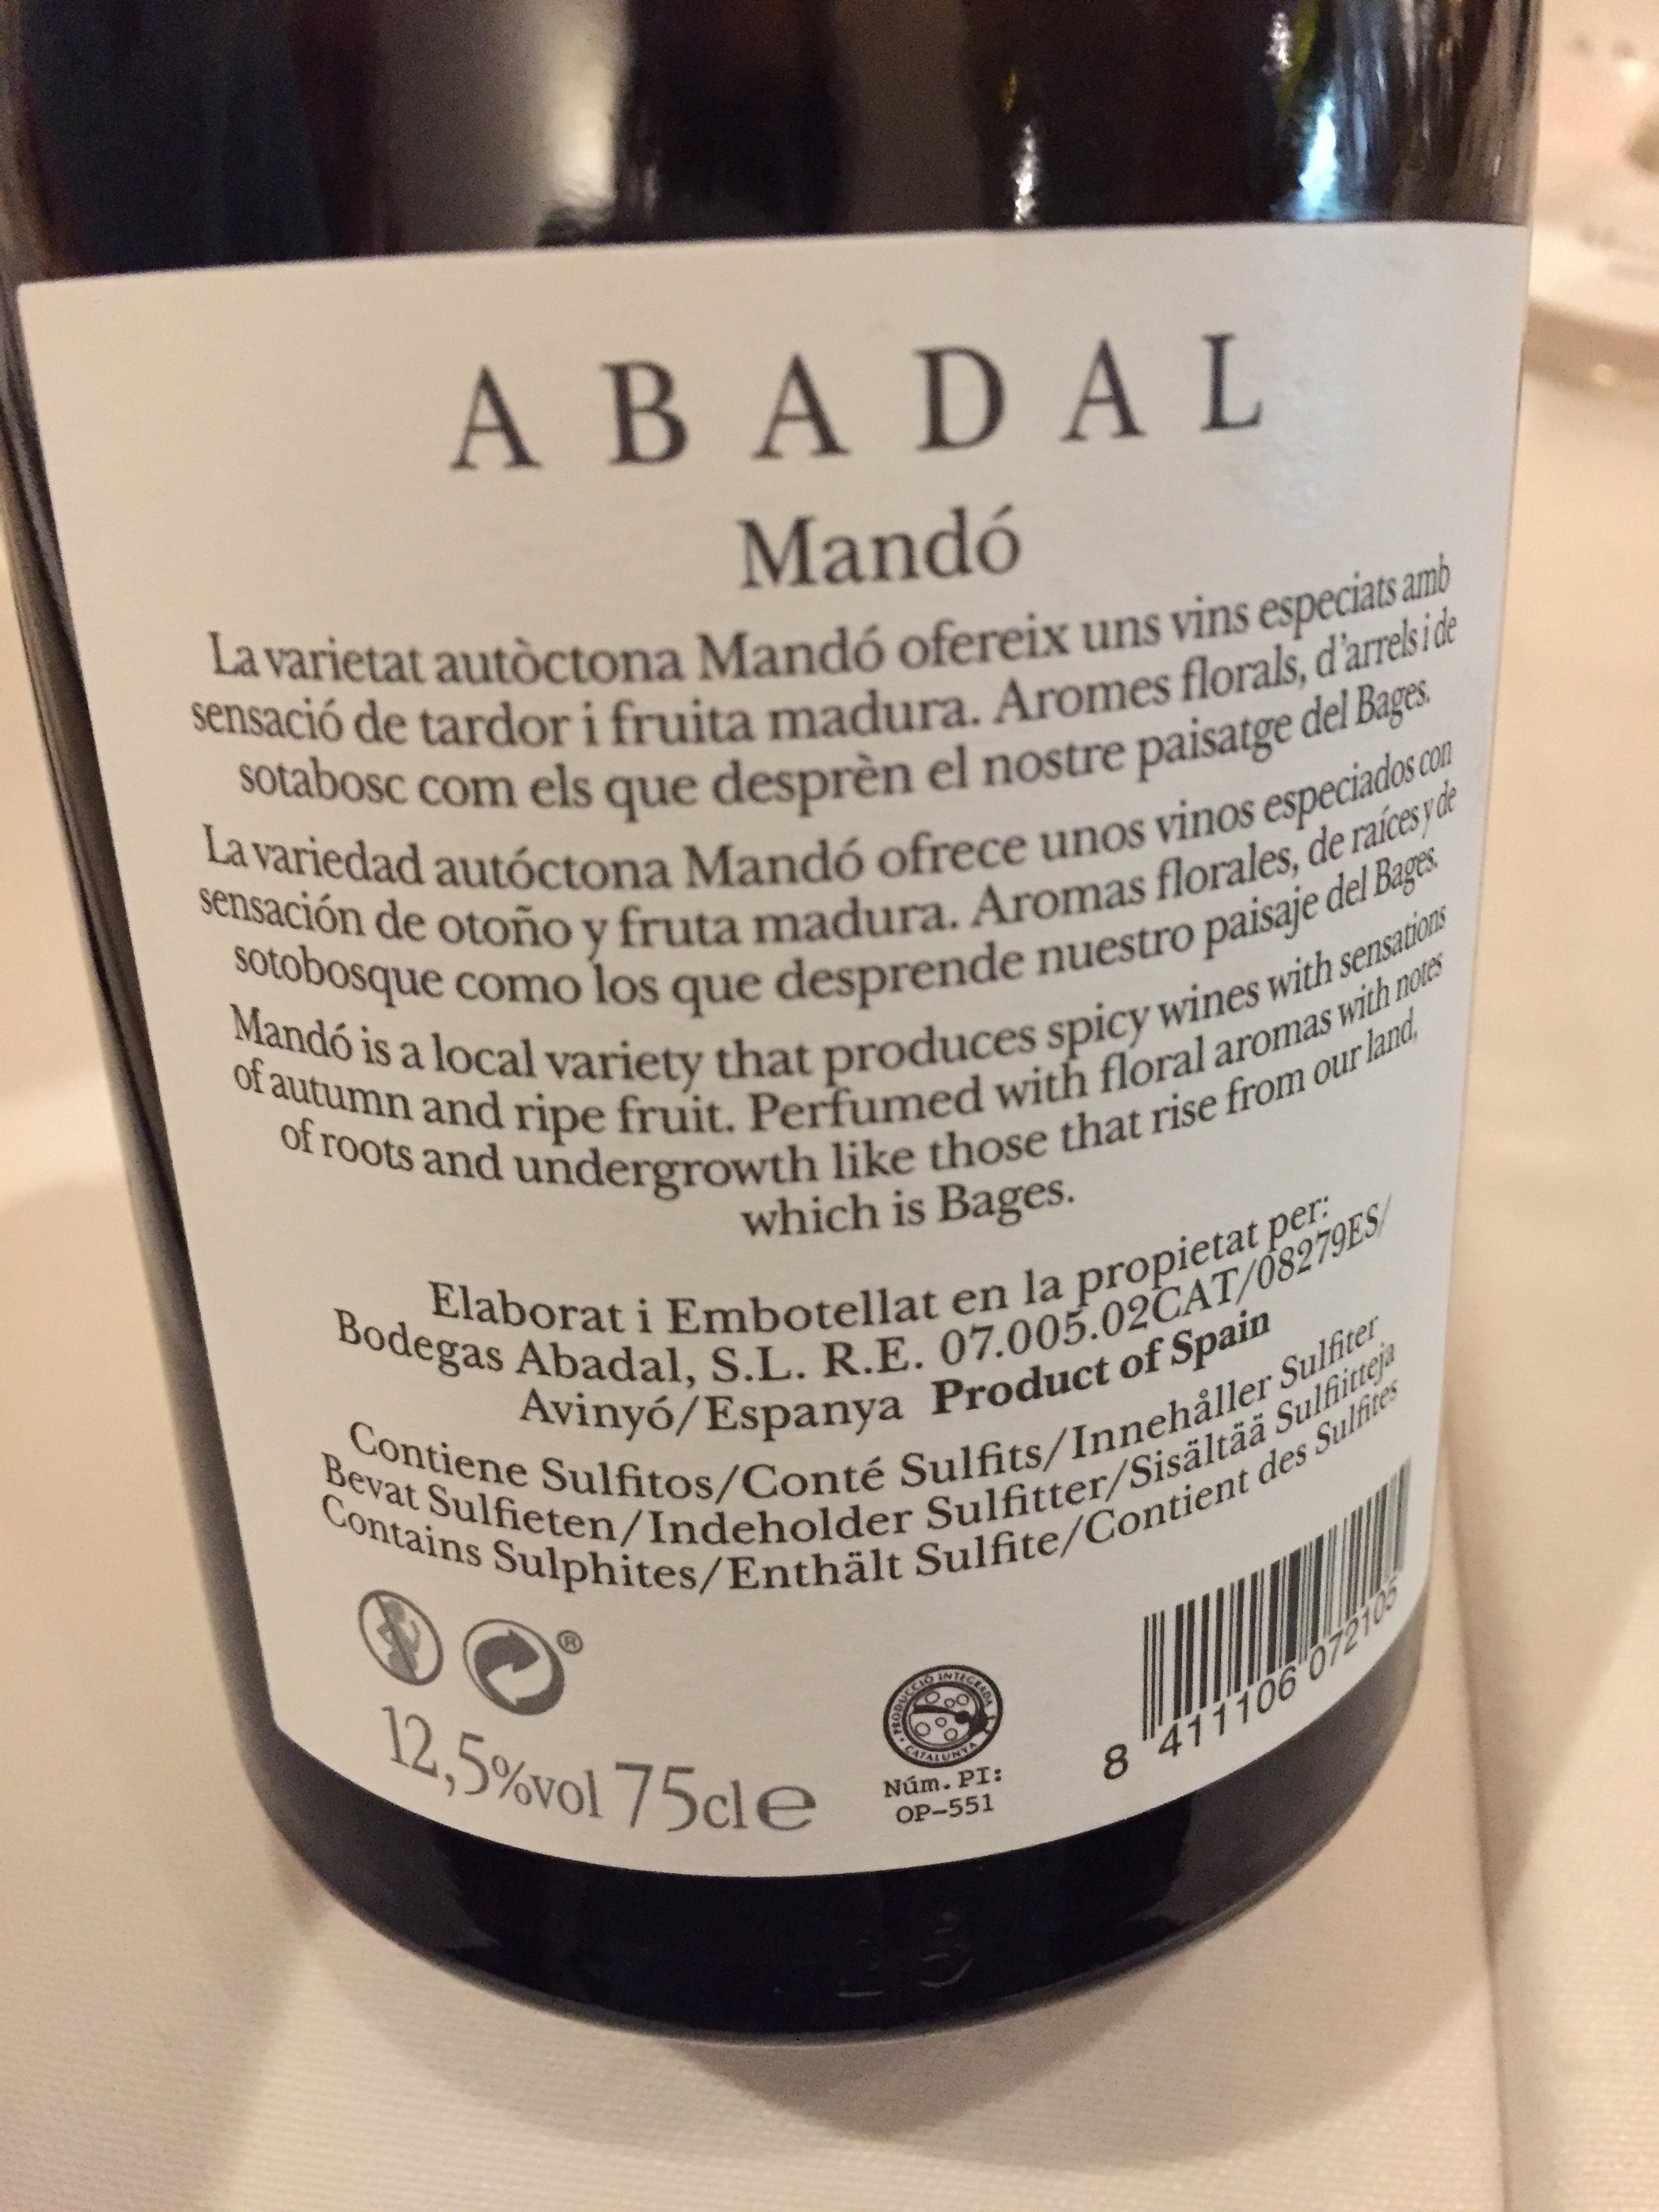 A B A D A L
Mandó
La varietat autòctona Mandó ofereix uns vins especiats amb
sensació de tardor i fruita madura. Aromes florals, d'arrels i de
sotabosc com els que desprèn el nostre paisatge del Bages.
La variedad autóctona Mandó ofrece unos vinos especiados con
sensación de otoño y fruta madura. Aromas florales, de raíces y de
sotobosque como los que desprende nuestro paisaje del Bages.
Mandó is a local variety that produces spicy wines with sensations
of autumn and ripe fruit. Perfumed with floral aromas with notes
of roots and undergrowth like those that rise from our land,
which is Bages.
Elaborat i Embotellat en la propietat per:
Bodegas Abadal, S.L. R.E. 07.005.02CAT/08279ES/
Avinyó/Espanya Product of Spain
Contiene Sulfitos/Conté Sulfits/Innehåller Sulfiter
Bevat Sulfieten/Indeholder Sulfitter/Sisältää Sulfiitteja
Contains Sulphites/Enthält Sulfite/Contient des Sulfites
®
PRODUCCIÓ INTEGRADA
CATALUNYA
Núm. PI:
OP-551
8 411106 072105
12,5%vol 75cl e